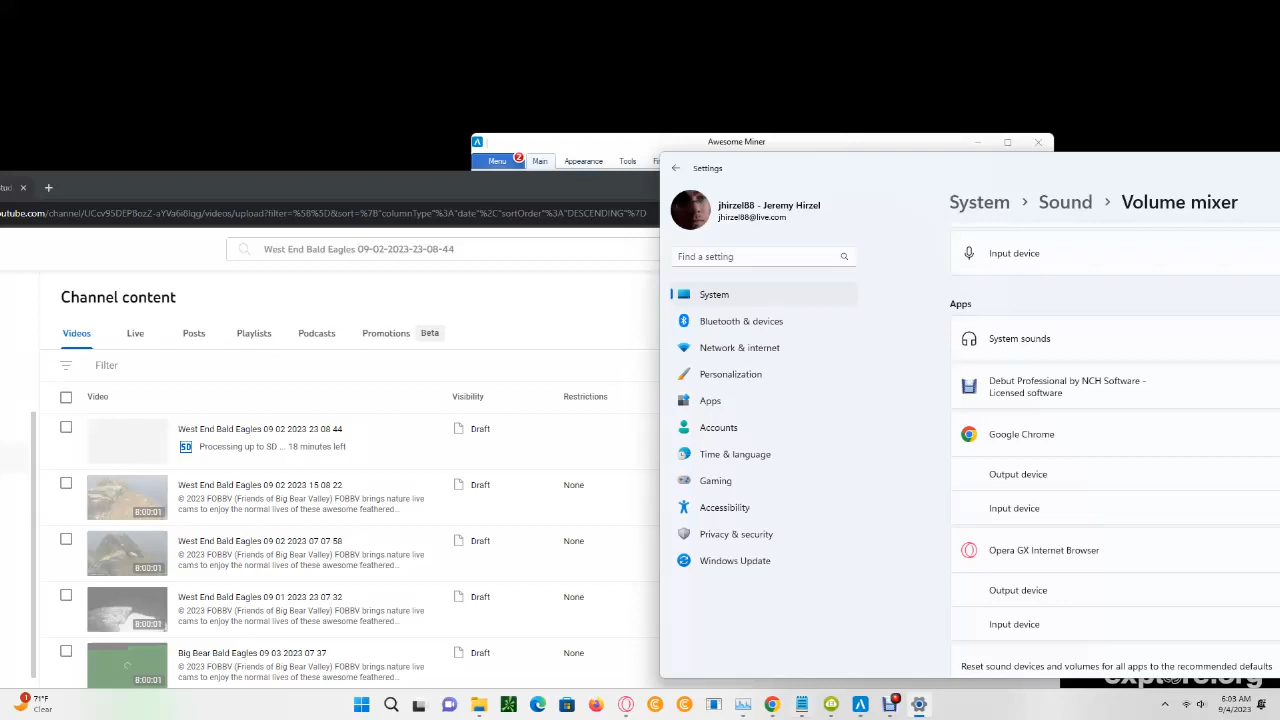 Awesome Miner
Menu
2
Main
Appearance
Tools
Settings
jhirzel88 - Jeremy Hirzel
jhirzel88@live.com
Find a setting
System
Bluetooth & devices
Network & internet
Personalization
Apps
Accounts
Time & language
Gaming
Accessibility
Privacy & security
Windows Update
System > Sound > Volume mixer
Input device
Apps
System sounds
Debut Professional by NCH Software -
Licensed software
Google Chrome
Output device
Input device
Opera GX Internet Browser
Output device
Input device
Reset sound devices and volumes for all apps to the recommended defaults
West End Bald Eagles 09-02-2023-23-08-44
Channel content
Videos
Live
Posts
Playlists
Podcasts
Promotions
Beta
Filter
Video
Visibility
Restrictions
West End Bald Eagles 09 02 2023 23 08 44
Draft
SD Processing up to SD ... 18 minutes left
West End Bald Eagles 09 02 2023 15 08 22
Draft
None
© 2023 FOBBV (Friends of Big Bear Valley) FOBBV brings nature live
cams to enjoy the normal lives of these awesome feathered...
8:00:01
West End Bald Eagles 09 02 2023 07 07 58
Draft
None
© 2023 FOBBV (Friends of Big Bear Valley) FOBBV brings nature live
cams to enjoy the normal lives of these awesome feathered...
8:00:01
West End Bald Eagles 09 01 2023 23 07 32
Draft
None
© 2023 FOBBV (Friends of Big Bear Valley) FOBBV brings nature live
cams to enjoy the normal lives of these awesome feathered...
8:00:01
Big Bear Bald Eagles 09 03 2023 07 37
Draft
None
© 2023 FOBBV (Friends of Big Bear Valley) FOBBV brings nature live
cams to enjoy the normal lives of these awesome feathered...
8:00:01
explore.org
1
71°F
Clear
6:03 AM
9/4/2023